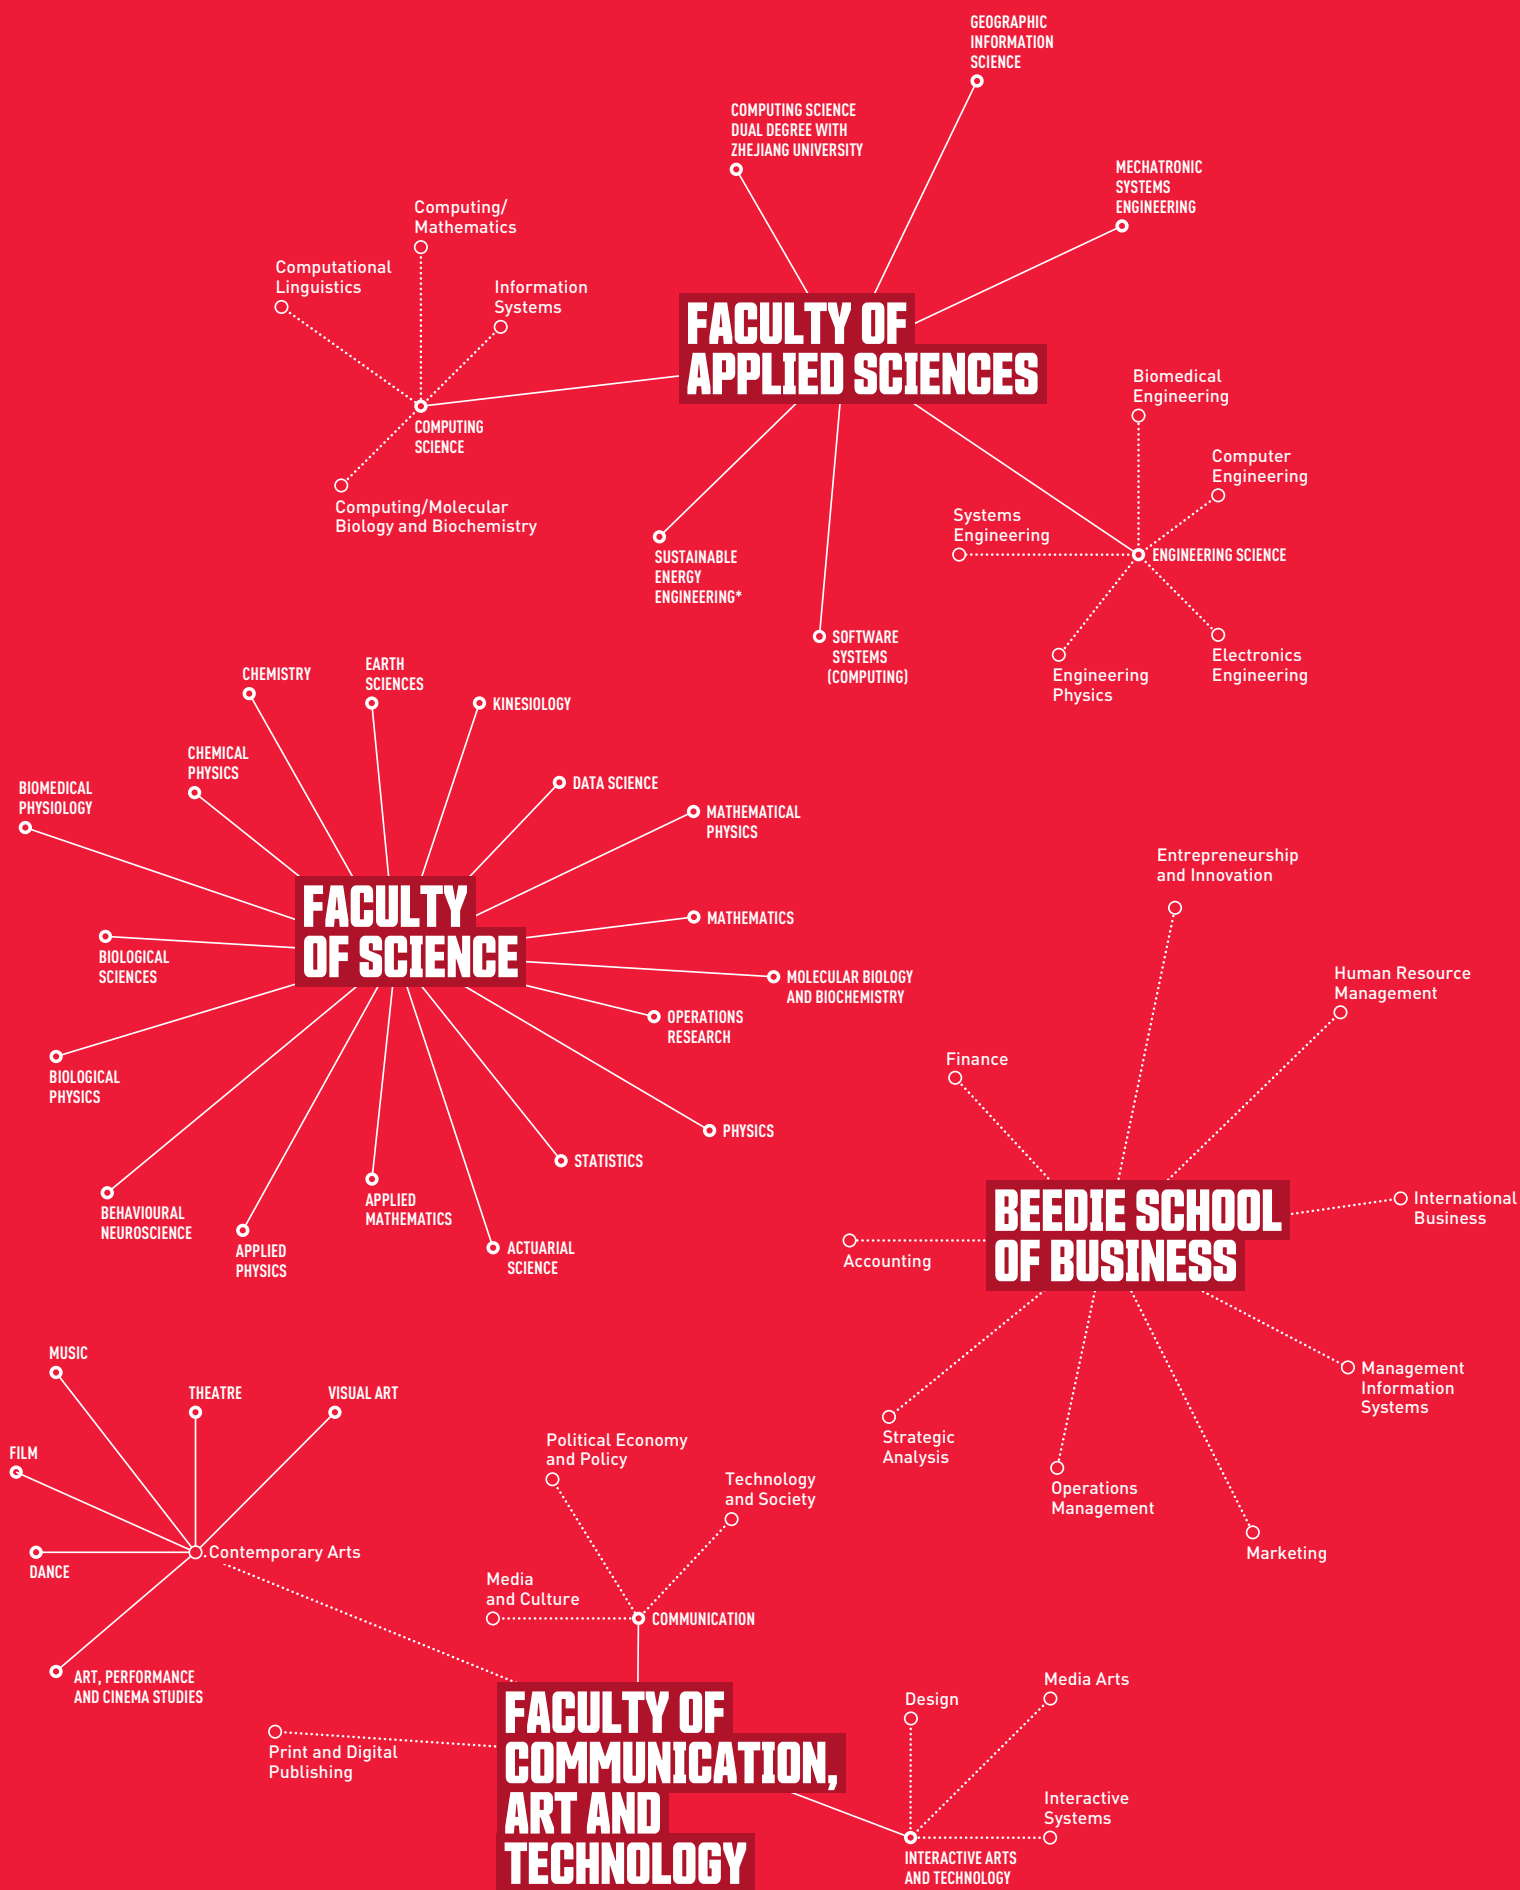 GEOGRAPHIC
INFORMATION
SCIENCE
COMPUTING SCIENCE
DUAL DEGREE WITH
ZHEJIANG UNIVERSITY
MECHATRONIC
SYSTEMS
ENGINEERING
Computing/
Mathematics
Computational
Linguistics
Information
Systems
FACULTY OF
APPLIED SCIENCES
COMPUTING
SCIENCE
Computing/Molecular
Biology and Biochemistry
Biomedical
Engineering
Computer
Engineering
Systems
Engineering
ENGINEERING SCIENCE
SUSTAINABLE
ENERGY
ENGINEERING*
SOFTWARE
SYSTEMS
(COMPUTING)
Engineering
Physics
Electronics
Engineering
CHEMISTRY
EARTH
SCIENCES
KINESIOLOGY
CHEMICAL
PHYSICS
BIOMEDICAL
PHYSIOLOGY
DATA SCIENCE
MATHEMATICAL
PHYSICS
FACULTY
OF SCIENCE
MATHEMATICS
BIOLOGICAL
SCIENCES
MOLECULAR BIOLOGY
AND BIOCHEMISTRY
OPERATIONS
RESEARCH
BIOLOGICAL
PHYSICS
PHYSICS
STATISTICS
BEHAVIOURAL
NEUROSCIENCE
APPLIED
PHYSICS
APPLIED
MATHEMATICS
ACTUARIAL
SCIENCE
Entrepreneurship
and Innovation
Human Resource
Management
Finance
International
Business
BEEDIE SCHOOL
OF BUSINESS
Accounting
Management
Information
Systems
Strategic
Analysis
Operations
Management
Marketing
MUSIC
THEATRE
VISUAL ART
FILM
Contemporary Arts
DANCE
ART, PERFORMANCE
AND CINEMA STUDIES
Political Economy
and Policy
Technology
and Society
Media
and Culture
COMMUNICATION
Print and Digital
Publishing
FACULTY OF
COMMUNICATION,
ART AND
TECHNOLOGY
Design
Media Arts
Interactive
Systems
INTERACTIVE ARTS
AND TECHNOLOGY